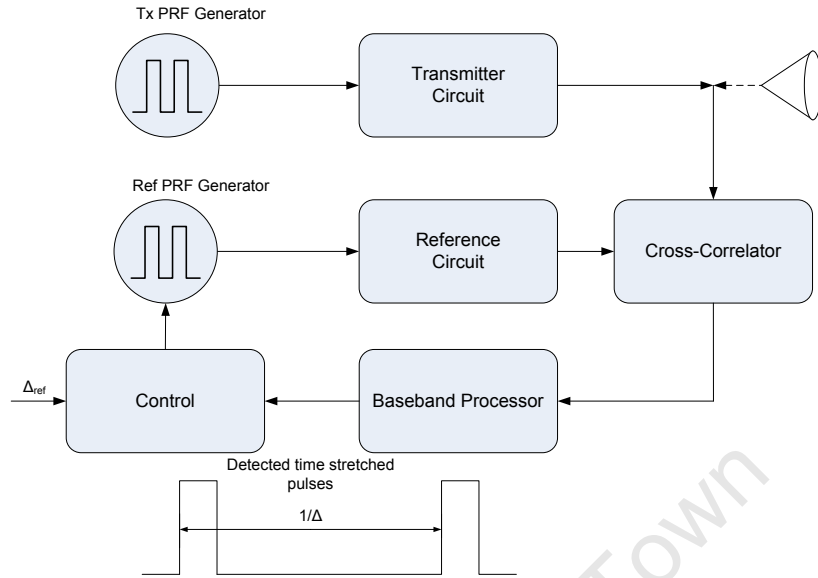 Tx PRF Generator
Transmitter
Circuit
Ref PRF Generator
Reference
Circuit
Cross-Correlator
Δref
Control
Baseband Processor
Detected time stretched
pulses
1/Δ
Town